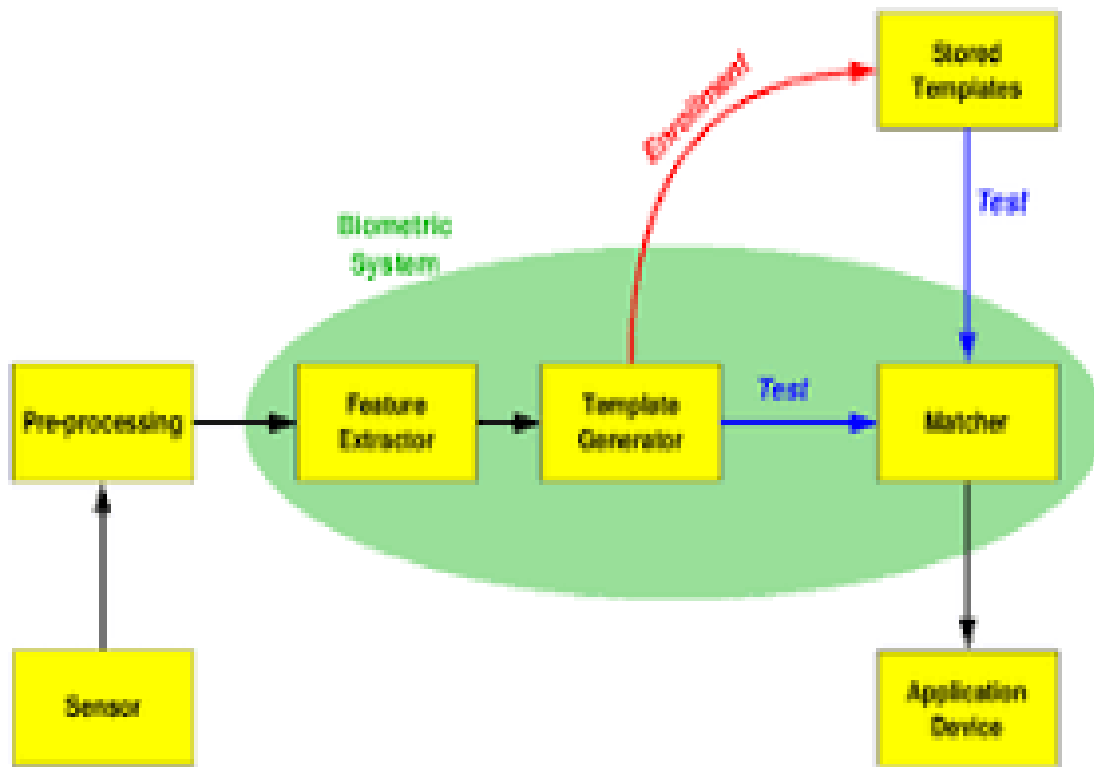 Stored
Templates
Enrollment
Test
Biometric
System
Pre-processing
Feature
Extractor
Template
Generator
Test
Matcher
Sensor
Application
Device